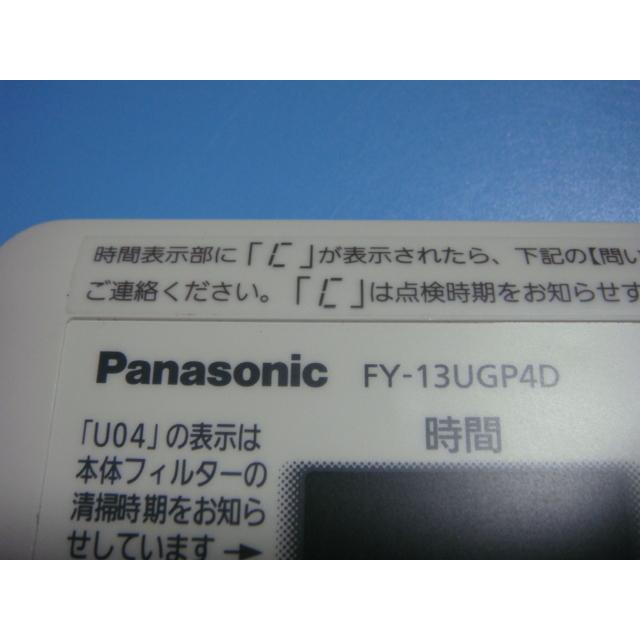 時間表示部に「C」が表示されたら、下記の【問い
ご連絡ください。「C」は点検時期をお知らせす
Panasonic FY-13UGP4D
「U04」の表示は
本体フィルターの
清掃時期をお知ら
せしています →
時間